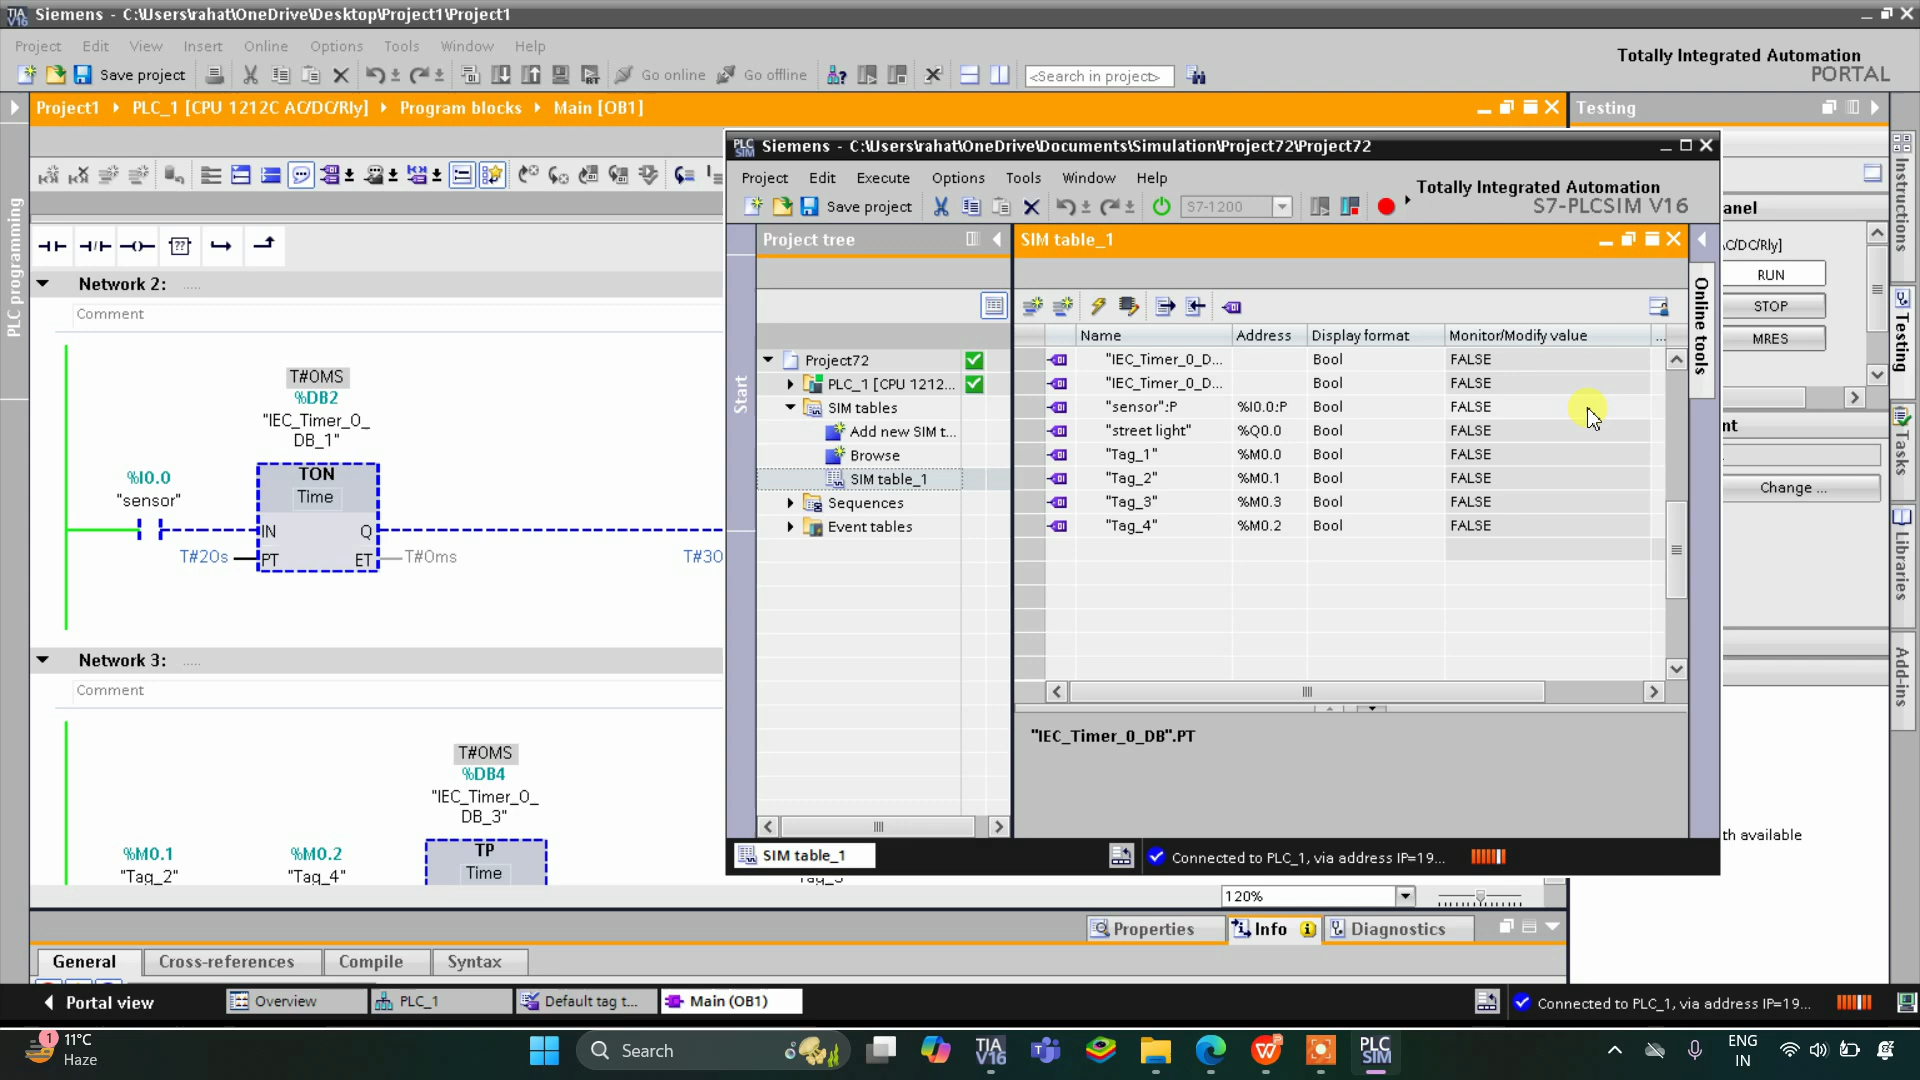 Siemens - C:\Users\rahat\OneDrive\Desktop\Project1\Project1
Project Edit View Insert Online Options Tools Window Help
Totally Integrated Automation
PORTAL
Save project
Go online
Go offline
<Search in project>
Project1 PLC_1 [CPU 1212C AC/DC/Rly] Program blocks Main [OB1]
Testing
PLC programming
Network 2: .....
Comment
T#0MS
%DB2
"IEC_Timer_0_
DB_1"
%I0.0
"sensor"
TON
Time
IN Q
T#20s PT ET T#0ms
T#30
Network 3: .....
Comment
T#0MS
%DB4
"IEC_Timer_0_
DB_3"
%M0.1
"Tag_2"
%M0.2
"Tag_4"
TP
Time
PLC SIM
Siemens - C:\Users\rahat\OneDrive\Documents\Simulation\Project72\Project72
Project Edit Execute Options Tools Window Help
Totally Integrated Automation
S7-PLCSIM V16
Save project
S7-1200
Project tree
Start
Project72
PLC_1 [CPU 1212...
SIM tables
Add new SIM t...
Browse
SIM table_1
Sequences
Event tables
SIM table_1
Name Address Display format Monitor/Modify value ...
"IEC_Timer_0_D... Bool FALSE
"IEC_Timer_0_D... Bool FALSE
"sensor":P %I0.0:P Bool FALSE
"street light" %Q0.0 Bool FALSE
"Tag_1" %M0.0 Bool FALSE
"Tag_2" %M0.1 Bool FALSE
"Tag_3" %M0.3 Bool FALSE
"Tag_4" %M0.2 Bool FALSE
"IEC_Timer_0_DB".PT
Online tools
SIM table_1
Connected to PLC_1, via address IP=19...
anel
C/DC/Rly]
RUN
STOP
MRES
nt
Change ...
th available
Instructions
Testing
Tasks
Libraries
Add-ins
120%
Properties
Info
Diagnostics
General
Cross-references
Compile
Syntax
Portal view
Overview
PLC_1
Default tag t...
Main (OB1)
Connected to PLC_1, via address IP=19...
1
11°C
Haze
Search
TIA V16
PLC SIM
ENG
IN